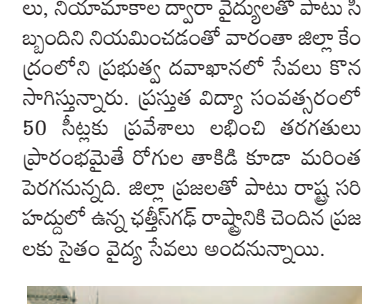 లు, నియామాకాల ద్వారా వైద్యులతో పాటు సి
బ్బందిని నియమించడంతో వారంతా జిల్లా కేం
ద్రంలోని ప్రభుత్వ దవాఖానలో సేవలు కొన
సాగిస్తున్నారు. ప్రస్తుత విద్యా సంవత్సరంలో
50 సీట్లకు ప్రవేశాలు లభించి తరగతులు
ప్రారంభమైతే రోగుల తాకిడి కూడా మరింత
పెరగనున్నది. జిల్లా ప్రజలతో పాటు రాష్ట్ర సరి
హద్దులో ఉన్న ఛత్తీస్‌గఢ్ రాష్ట్రానికి చెందిన ప్రజ
లకు సైతం వైద్య సేవలు అందనున్నాయి.